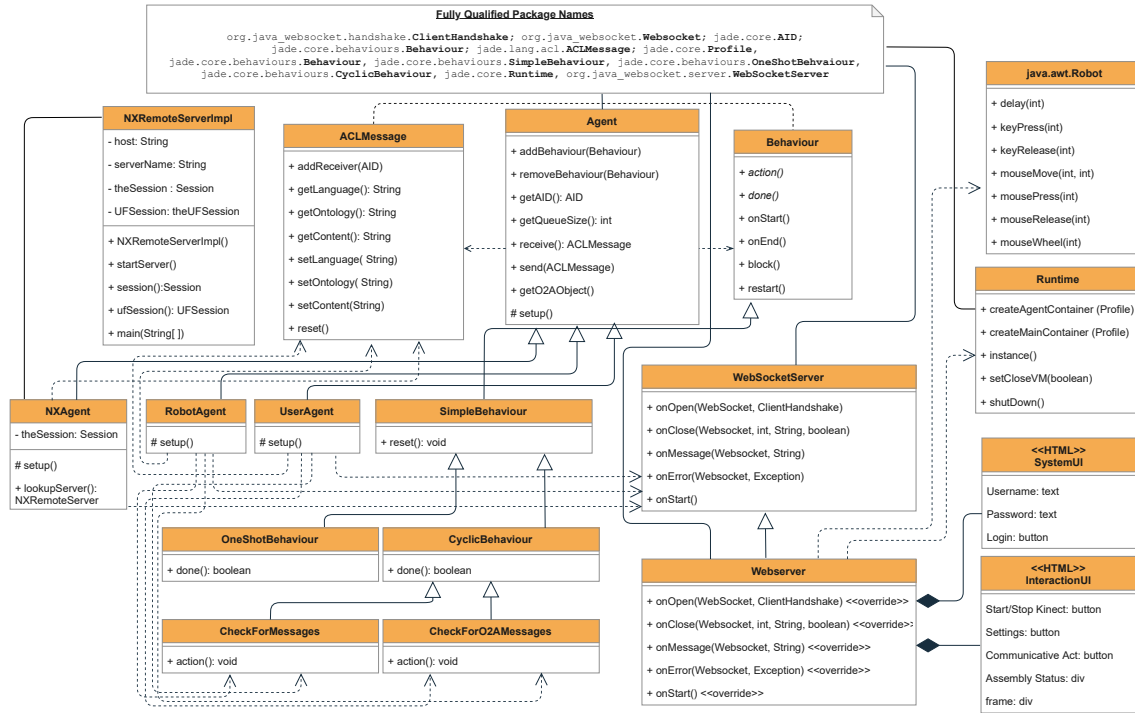 Fully Qualified Package Names
org.java_websocket.handshake.ClientHandshake; org.java_websocket.Websocket; jade.core.AID;
jade.core.behaviours.Behaviour; jade.lang.acl.ACLMessage; jade.core.Profile,
jade.core.behaviours.Behaviour, jade.core.behaviours.SimpleBehaviour, jade.core.behaviours.OneShotBehvaiour,
jade.core.behaviours.CyclicBehaviour, jade.core.Runtime, org.java_websocket.server.WebSocketServer
NXRemoteServerImpl
- host: String
- serverName: String
- theSession : Session
- UFSession: theUFSession
+ NXRemoteServerImpl()
+ startServer()
+ session():Session
+ ufSession(): UFSession
+ main(String[ ])
ACLMessage
+ addReceiver(AID)
+ getLanguage(): String
+ getOntology(): String
+ getContent(): String
+ setLanguage( String)
+ setOntology( String)
+ setContent(String)
+ reset()
Agent
+ addBehaviour(Behaviour)
+ removeBehaviour(Behaviour)
+ getAID(): AID
+ getQueueSize(): int
+ receive(): ACLMessage
+ send(ACLMessage)
+ getO2AObject()
# setup()
Behaviour
+ action()
+ done()
+ onStart()
+ onEnd()
+ block()
+ restart()
java.awt.Robot
+ delay(int)
+ keyPress(int)
+ keyRelease(int)
+ mouseMove(int, int)
+ mousePress(int)
+ mouseRelease(int)
+ mouseWheel(int)
Runtime
+ createAgentContainer (Profile)
+ createMainContainer (Profile)
+ instance()
+ setCloseVM(boolean)
+ shutDown()
NXAgent
- theSession: Session
# setup()
+ lookupServer():
NXRemoteServer
RobotAgent
# setup()
UserAgent
# setup()
SimpleBehaviour
+ reset(): void
WebSocketServer
+ onOpen(WebSocket, ClientHandshake)
+ onClose(Websocket, int, String, boolean)
+ onMessage(Websocket, String)
+ onError(Websocket, Exception)
+ onStart()
<<HTML>>
SystemUI
Username: text
Password: text
Login: button
OneShotBehaviour
+ done(): boolean
CyclicBehaviour
+ done(): boolean
Webserver
+ onOpen(WebSocket, ClientHandshake) <<override>>
+ onClose(Websocket, int, String, boolean) <<override>>
+ onMessage(Websocket, String) <<override>>
+ onError(Websocket, Exception) <<override>>
+ onStart() <<override>>
<<HTML>>
InteractionUI
Start/Stop Kinect: button
Settings: button
Communicative Act: button
Assembly Status: div
frame: div
CheckForMessages
+ action(): void
CheckForO2AMessages
+ action(): void